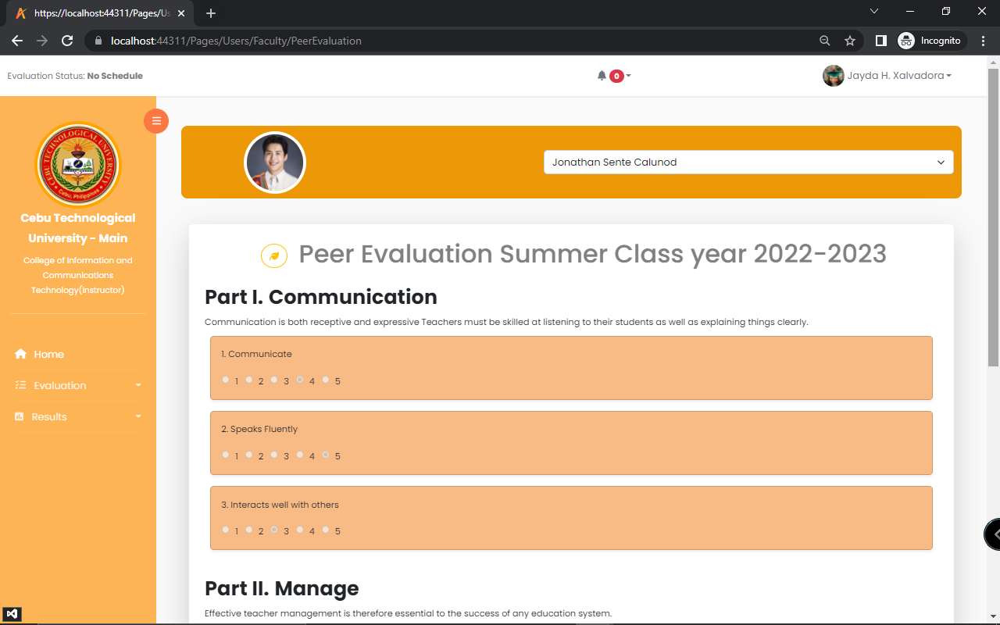 https://localhost:44311/Pages/Us
localhost:44311/Pages/Users/Faculty/PeerEvaluation
Incognito
Evaluation Status: No Schedule
0
Jayda H. Xalvadora
CEBU TECHNOLOGICAL UNIVERSITY
Cebu, Philippines
Cebu Technological
University - Main
College of Information and
Communications
Technology(instructor)
Home
Evaluation
Results
Jonathan Sente Calunod
Peer Evaluation Summer Class year 2022-2023
Part I. Communication
Communication is both receptive and expressive Teachers must be skilled at listening to their students as well as explaining things clearly.
1. Communicate
1 2 3 4 5
2. Speaks Fluently
1 2 3 4 5
3. Interacts well with others
1 2 3 4 5
Part II. Manage
Effective teacher management is therefore essential to the success of any education system.